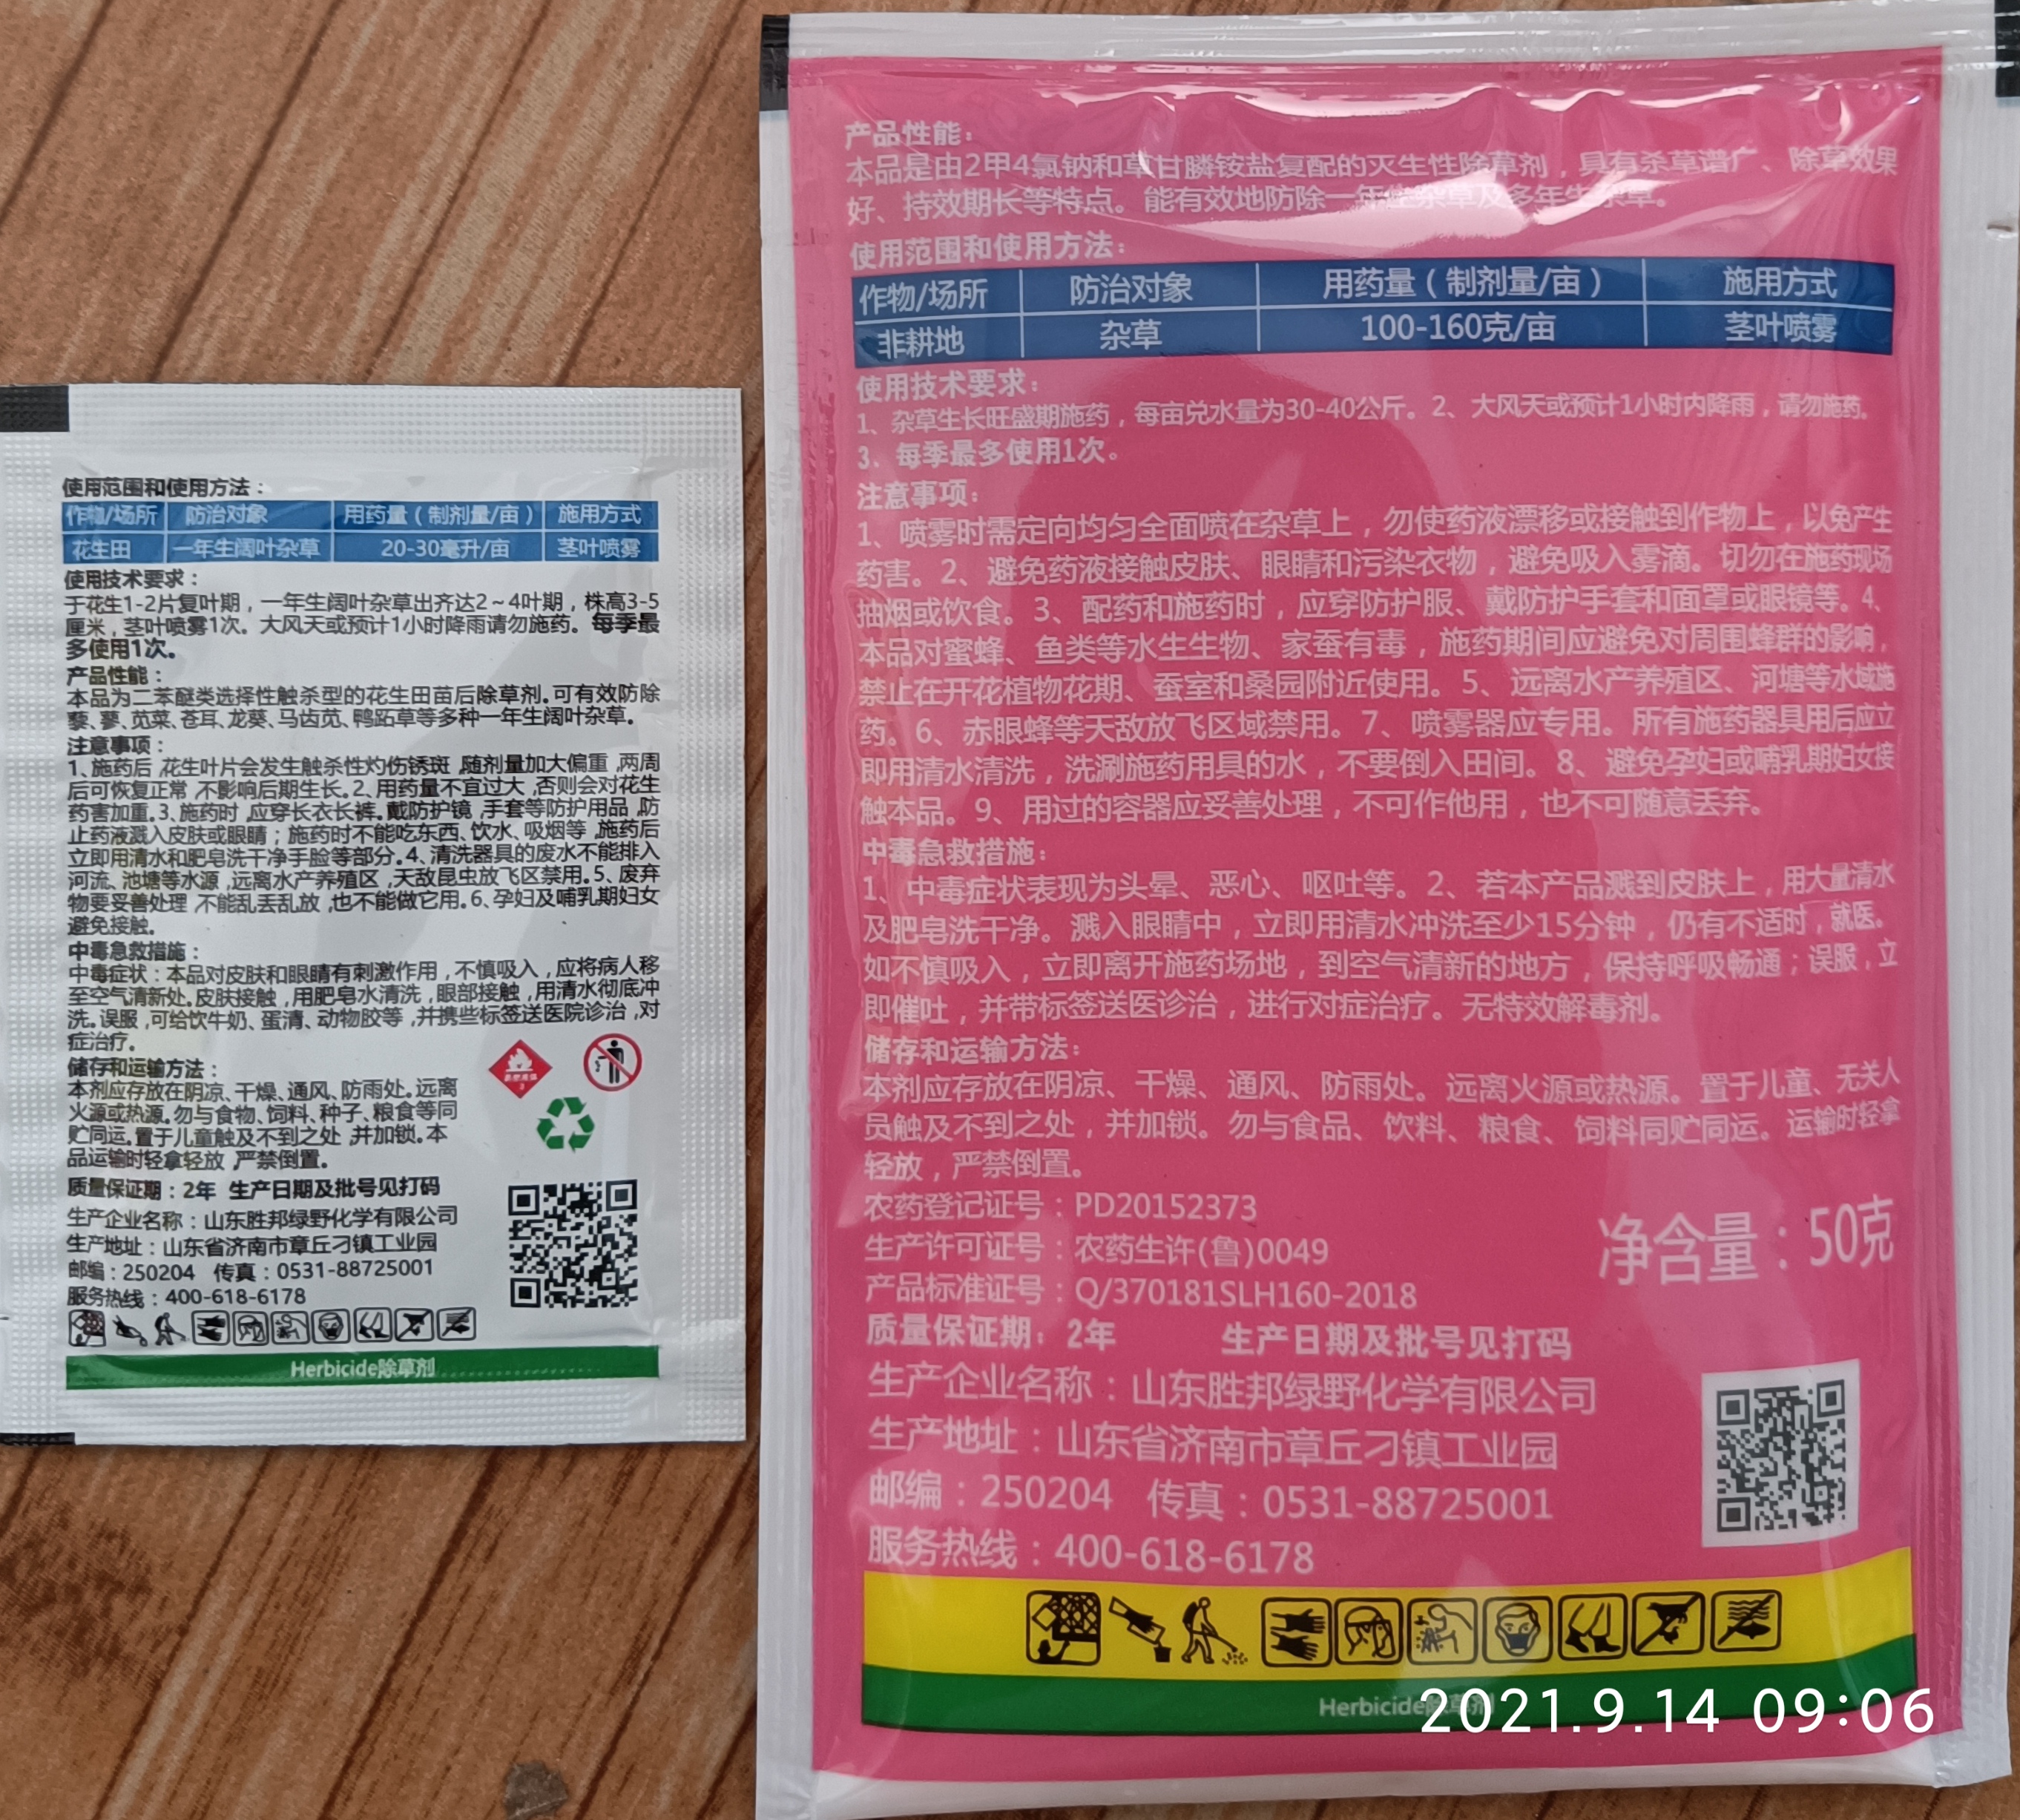 使用范围和使用方法：
作物/场所 防治对象 用药量（制剂量/亩） 施用方式
花生田 一年生阔叶杂草 20-30毫升/亩 茎叶喷雾
使用技术要求：
于花生1-2片复叶期，一年生阔叶杂草出齐达2~4叶期，株高3-5
厘米，茎叶喷雾1次。大风天或预计1小时降雨请勿施药。每季最
多使用1次。
产品性能：
本品为二苯醚类选择性触杀型的花生田苗后除草剂.可有效防除
藜、蓼、苋菜、苍耳、龙葵、马齿苋、鸭跖草等多种一年生阔叶杂草.
注意事项：
1、施药后,花生叶片会发生触杀性灼伤锈斑,随剂量加大偏重,两周
后可恢复正常,不影响后期生长.2、用药量不宜过大,否则会对花生
药害加重.3、施药时,应穿长衣长裤.戴防护镜,手套等防护用品,防
止药液溅入皮肤或眼睛；施药时不能吃东西、饮水、吸烟等,施药后
立即用清水和肥皂洗干净手脸等部分.4、清洗器具的废水不能排入
河流、池塘等水源,远离水产养殖区,天敌昆虫放飞区禁用.5、废弃
物要妥善处理,不能乱丢乱放,也不能做它用.6、孕妇及哺乳期妇女
避免接触.
中毒急救措施：
中毒症状：本品对皮肤和眼睛有刺激作用,不慎吸入,应将病人移
至空气清新处.皮肤接触,用肥皂水清洗,眼部接触,用清水彻底冲
洗.误服,可给饮牛奶、蛋清、动物胶等,并携些标签送医院诊治,对
症治疗.
储存和运输方法：
本剂应存放在阴凉、干燥、通风、防雨处.远离
火源或热源.勿与食物、饲料、种子、粮食等同
贮同运.置于儿童触及不到之处,并加锁.本
品运输时轻拿轻放,严禁倒置.
质量保证期：2年 生产日期及批号见打码
生产企业名称：山东胜邦绿野化学有限公司
生产地址：山东省济南市章丘刁镇工业园
邮编：250204 传真：0531-88725001
服务热线：400-618-6178
Herbicide除草剂
产品性能：
本品是由2甲4氯钠和草甘膦铵盐复配的灭生性除草剂，具有杀草谱广、除草效果
好、持效期长等特点。能有效地防除一年生杂草及多年生杂草。
使用范围和使用方法：
作物/场所 防治对象 用药量（制剂量/亩） 施用方式
非耕地 杂草 100-160克/亩 茎叶喷雾
使用技术要求：
1、杂草生长旺盛期施药，每亩兑水量为30-40公斤。2、大风天或预计1小时内降雨，请勿施药。
3、每季最多使用1次。
注意事项：
1、喷雾时需定向均匀全面喷在杂草上，勿使药液漂移或接触到作物上，以免产生
药害。2、避免药液接触皮肤、眼睛和污染衣物，避免吸入雾滴。切勿在施药现场
抽烟或饮食。3、配药和施药时，应穿防护服、戴防护手套和面罩或眼镜等。4、
本品对蜜蜂、鱼类等水生生物、家蚕有毒，施药期间应避免对周围蜂群的影响，
禁止在开花植物花期、蚕室和桑园附近使用。5、远离水产养殖区、河塘等水域施
药。6、赤眼蜂等天敌放飞区域禁用。7、喷雾器应专用。所有施药器具用后应立
即用清水清洗，洗涮施药用具的水，不要倒入田间。8、避免孕妇或哺乳期妇女接
触本品。9、用过的容器应妥善处理，不可作他用，也不可随意丢弃。
中毒急救措施：
1、中毒症状表现为头晕、恶心、呕吐等。2、若本产品溅到皮肤上，用大量清水
及肥皂洗干净。溅入眼睛中，立即用清水冲洗至少15分钟，仍有不适时，就医。
如不慎吸入，立即离开施药场地，到空气清新的地方，保持呼吸畅通；误服，立
即催吐，并带标签送医诊治，进行对症治疗。无特效解毒剂。
储存和运输方法：
本剂应存放在阴凉、干燥、通风、防雨处。远离火源或热源。置于儿童、无关人
员触及不到之处，并加锁。勿与食品、饮料、粮食、饲料同贮同运。运输时轻拿
轻放，严禁倒置。
农药登记证号：PD20152373
生产许可证号：农药生许(鲁)0049
产品标准证号：Q/370181SLH160-2018
净含量：50克
质量保证期：2年 生产日期及批号见打码
生产企业名称：山东胜邦绿野化学有限公司
生产地址：山东省济南市章丘刁镇工业园
邮编：250204 传真：0531-88725001
服务热线：400-618-6178
Herbicide除草剂
2021.9.14 09:06